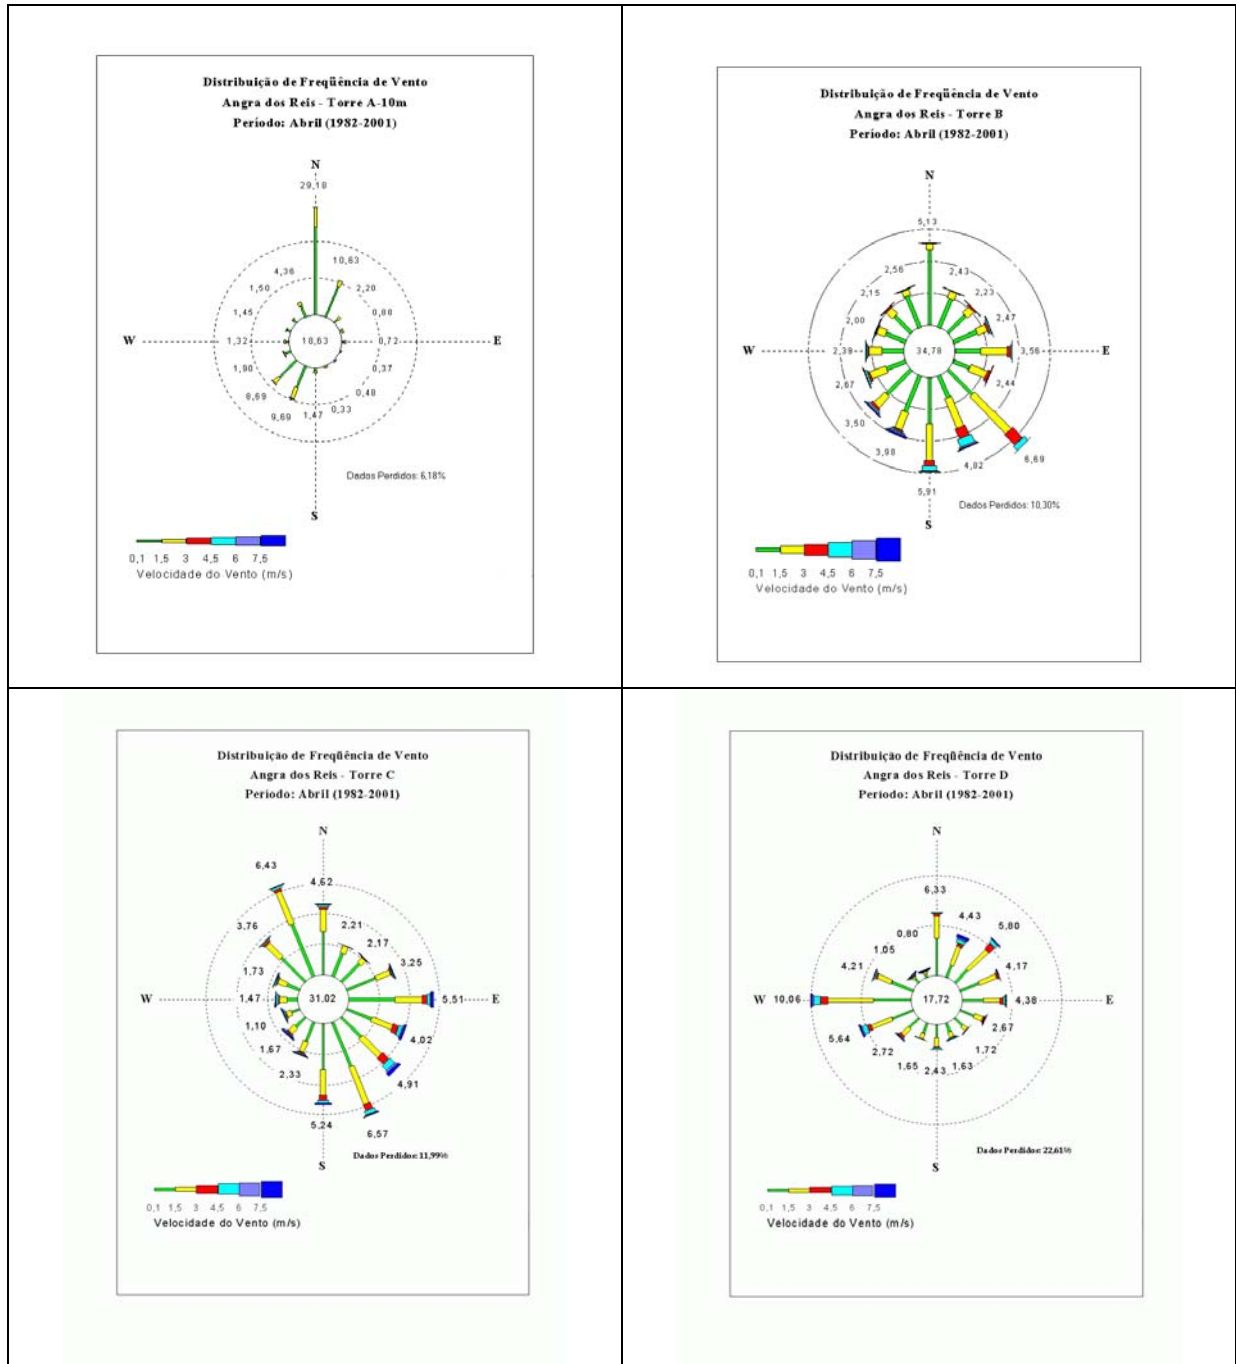 Distribuição de Freqüência de Vento
Angra dos Reis - Torre A-10m
Período: Abril (1982-2001)
N
29,18
10,63
4,36
2,20
1,50
0,88
1,45
W
1,32
10,63
0,72
E
1,90
0,37
8,69
0,48
9,69
1,47
0,33
Dados Perdidos: 6,18%
S
0,1 1,5 3 4,5 6 7,5
Velocidade do Vento (m/s)
Distribuição de Freqüência de Vento
Angra dos Reis - Torre B
Período: Abril (1982-2001)
N
5,13
2,56
2,43
2,15
2,23
2,00
2,47
W
2,39
34,78
3,56
E
2,67
2,44
3,50
3,98
4,82
6,69
5,91
Dados Perdidos: 10,30%
S
0,1 1,5 3 4,5 6 7,5
Velocidade do Vento (m/s)
Distribuição de Freqüência de Vento
Angra dos Reis - Torre C
Período: Abril (1982-2001)
N
6,43
4,62
3,76
2,21
2,17
1,73
3,25
W
1,47
31,02
5,51
E
1,10
4,02
1,67
2,33
4,91
5,24
6,57
Dados Perdidos: 11,99%
S
0,1 1,5 3 4,5 6 7,5
Velocidade do Vento (m/s)
Distribuição de Freqüência de Vento
Angra dos Reis - Torre D
Período: Abril (1982-2001)
N
6,33
4,43
0,80
5,80
1,05
4,21
4,17
W
10,06
17,72
4,38
E
5,64
2,67
2,72
1,72
1,65
2,43
1,63
Dados Perdidos: 22,61%
S
0,1 1,5 3 4,5 6 7,5
Velocidade do Vento (m/s)